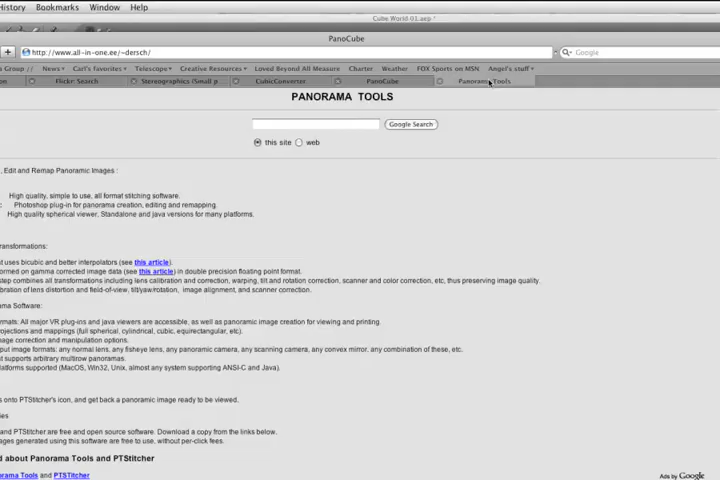 History Bookmarks Window Help
Cube World 01.aep *
PanoCube
http://www.all-in-one.ee/~dersch/
Google
a Group // News Carl's favorites Telescope Creative Resources Loved Beyond All Measure Charter Weather FOX Sports on MSN Angel's stuff
on Flickr: Search Stereographics (Small p CubicConverter PanoCube Panorama Tools
PANORAMA TOOLS
Google Search
this site web
, Edit and Remap Panoramic Images :
High quality, simple to use, all format stitching software.
: Photoshop plug-in for panorama creation, editing and remapping.
High quality spherical viewer, Standalone and java versions for many platforms.
ransformations:
t uses bicubic and better interpolators (see this article).
ormed on gamma corrected image data (see this article) in double precision floating point format.
step combines all transformations including lens calibration and correction, warping, tilt and rotation correction, scanner and color correction, etc, thus preserving image quality.
bration of lens distortion and field-of-view, tilt/yaw/rotation, image alignment, and scanner correction.
ama Software:
rmats: All major VR plug-ins and java viewers are accessible, as well as panoramic image creation for viewing and printing.
rojections and mappings (full spherical, cylindrical, cubic, equirectangular, etc).
mage correction and manipulation options.
put image formats: any normal lens, any fisheye lens, any panoramic camera, any scanning camera, any convex mirror. any combination of these, etc.
t supports arbitrary multirow panoramas.
latforms supported (MacOS, Win32, Unix, almost any system supporting ANSI-C and Java).
s onto PTStitcher's icon, and get back a panoramic image ready to be viewed.
ies
and PTStitcher are free and open source software. Download a copy from the links below.
ages generated using this software are free to use, without per-click fees.
d about Panorama Tools and PTStitcher
orama Tools and PTStitcher
Ads by Google